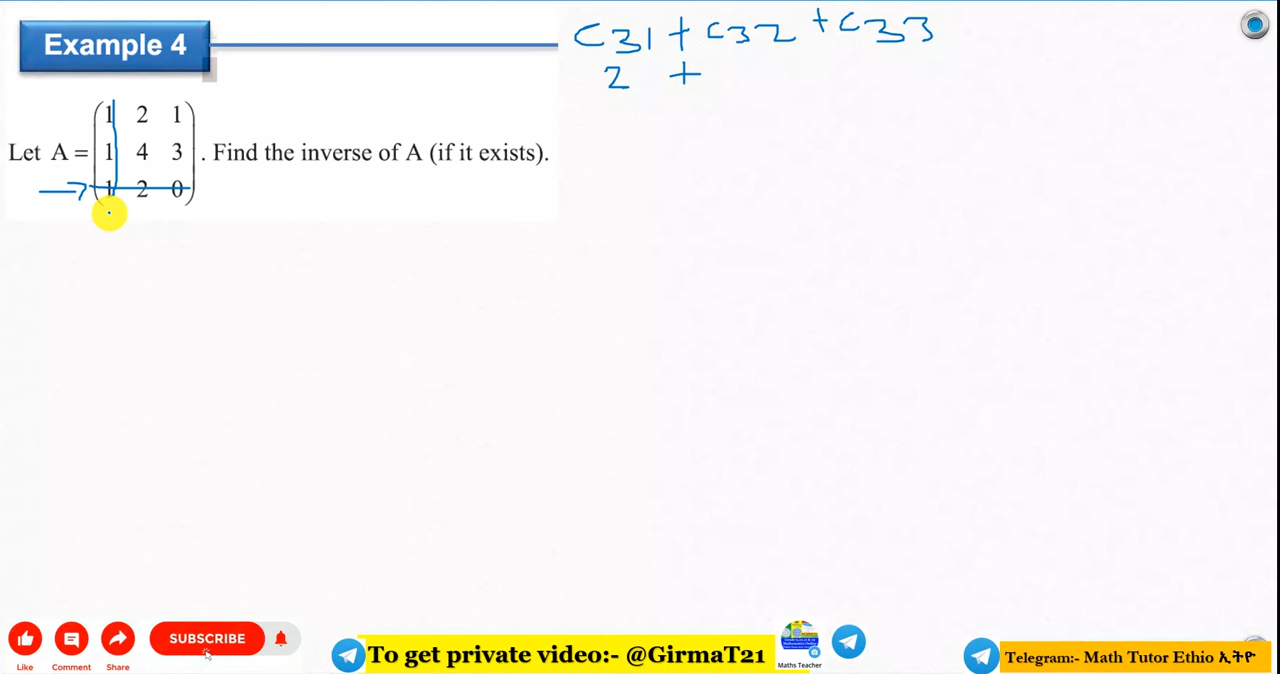 Example 4
C31 + C32 + C33
2 +
Let A = (1 2 1
1 4 3
1 2 0) . Find the inverse of A (if it exists).
Like
Comment
Share
SUBSCRIBE
To get private video:- @GirmaT21
Maths Teacher
Telegram:- Math Tutor Ethio ኢትዮ